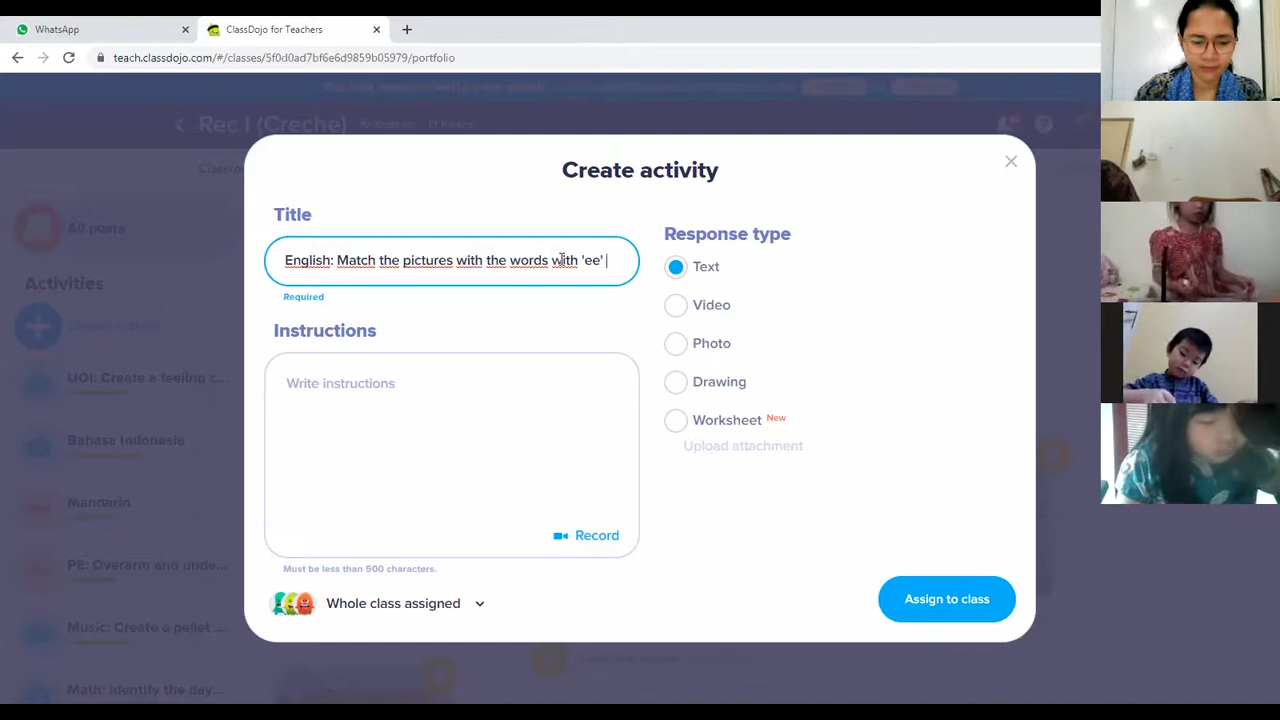 WhatsApp
ClassDojo for Teachers
teach.classdojo.com/#/classes/5f0d0ad7bf6e6d9859b05979/portfolio
Rec I (Creche)
Classro
All posts
Activities
UOI: Create a feeling c...
Bahasa Indonesia
Mandarin
PE: Overarm and unde...
Music: Create a pellet ...
Math: Identify the day...
Create activity
Title
English: Match the pictures with the words with 'ee'
Required
Instructions
Write instructions
Record
Must be less than 500 characters.
Whole class assigned
Response type
Text
Video
Photo
Drawing
Worksheet New
Upload attachment
Assign to class